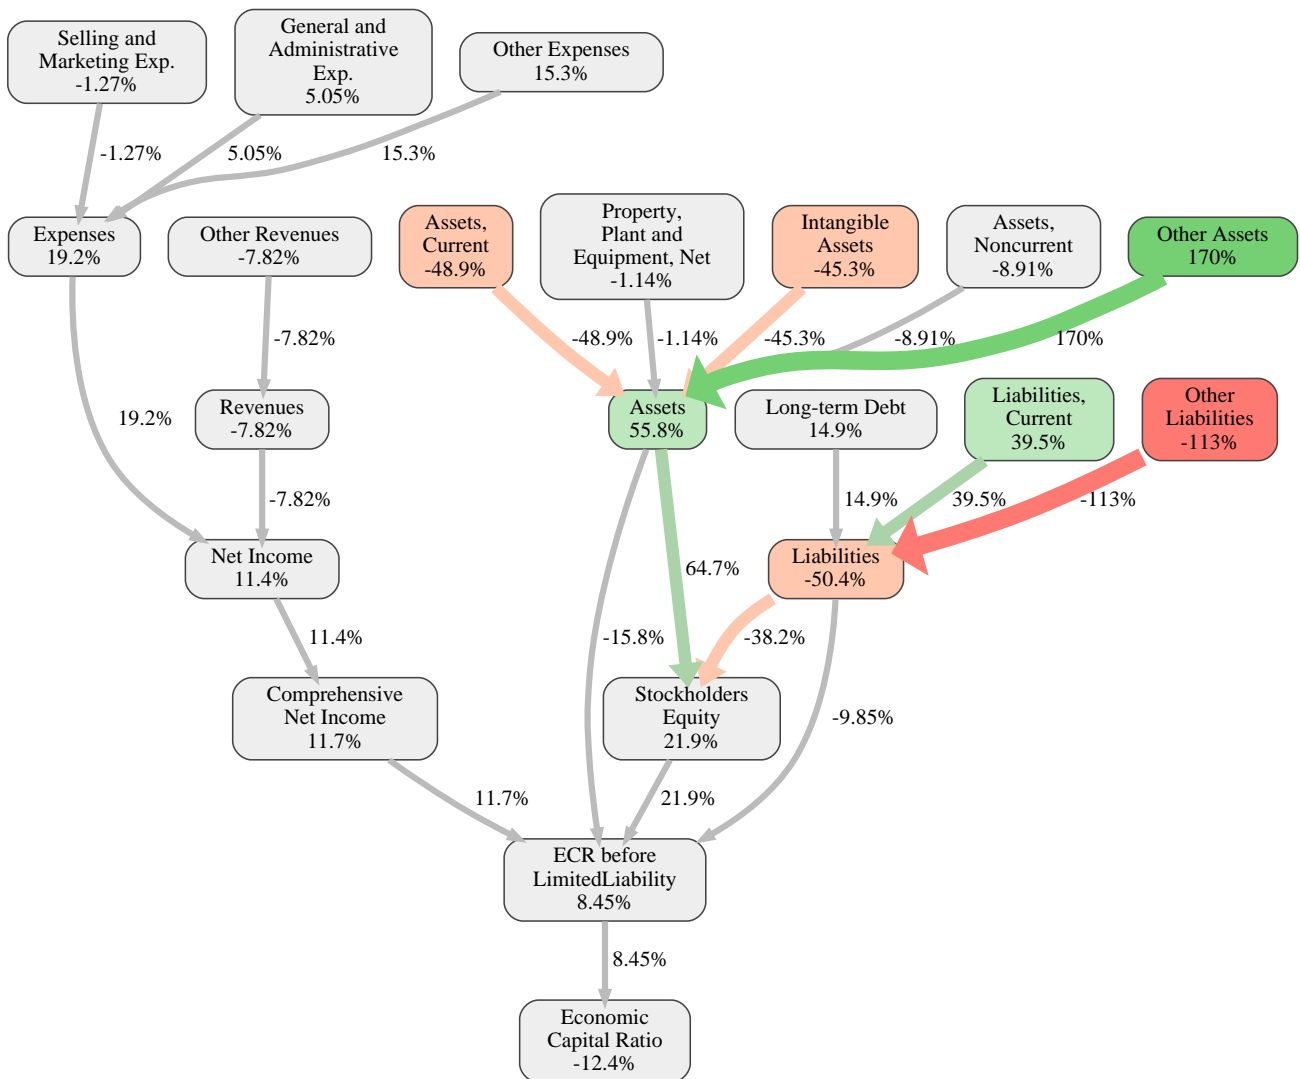 Selling and
Marketing Exp.
-1.27%
General and
Administrative
Exp.
5.05%
Other Expenses
15.3%
-1.27%
5.05%
15.3%
Expenses
19.2%
Other Revenues
-7.82%
Assets,
Current
-48.9%
Property,
Plant and
Equipment, Net
-1.14%
Intangible
Assets
-45.3%
Assets,
Noncurrent
-8.91%
Other Assets
170%
-7.82%
-48.9%
-1.14%
-45.3%
-8.91%
170%
19.2%
Revenues
-7.82%
Assets
55.8%
Long-term Debt
14.9%
Liabilities,
Current
39.5%
Other
Liabilities
-113%
-7.82%
14.9%
39.5%
-113%
Net Income
11.4%
Liabilities
-50.4%
64.7%
11.4%
-15.8%
-38.2%
Comprehensive
Net Income
11.7%
Stockholders
Equity
21.9%
-9.85%
11.7%
21.9%
ECR before
LimitedLiability
8.45%
8.45%
Economic
Capital Ratio
-12.4%